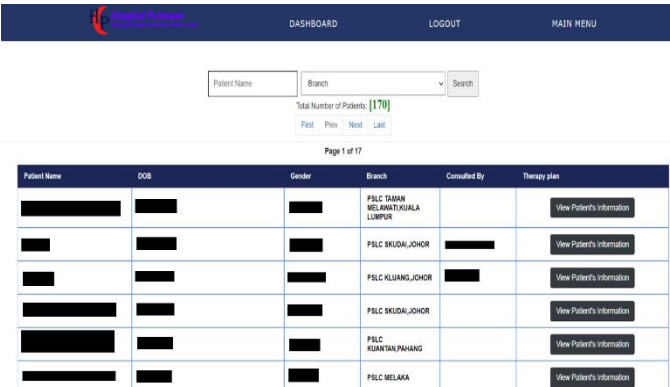 DASHBOARD LOGOUT MAIN MENU
Patient Name Branch Search
Total Number of Patients: [170]
First Prev Next Last
Page 1 of 17
Patient Name DOB Gender Branch Consulted By Therapy plan
PSLC TAMAN
MELAWATI,KUALA
LUMPUR
View Patient's Information
PSLC SKUDAI,JOHOR View Patient's Information
PSLC KLUANG,JOHOR View Patient's Information
PSLC SKUDAI,JOHOR View Patient's Information
PSLC
KUANTAN,PAHANG
View Patient's Information
PSLC MELAKA View Patient's Information